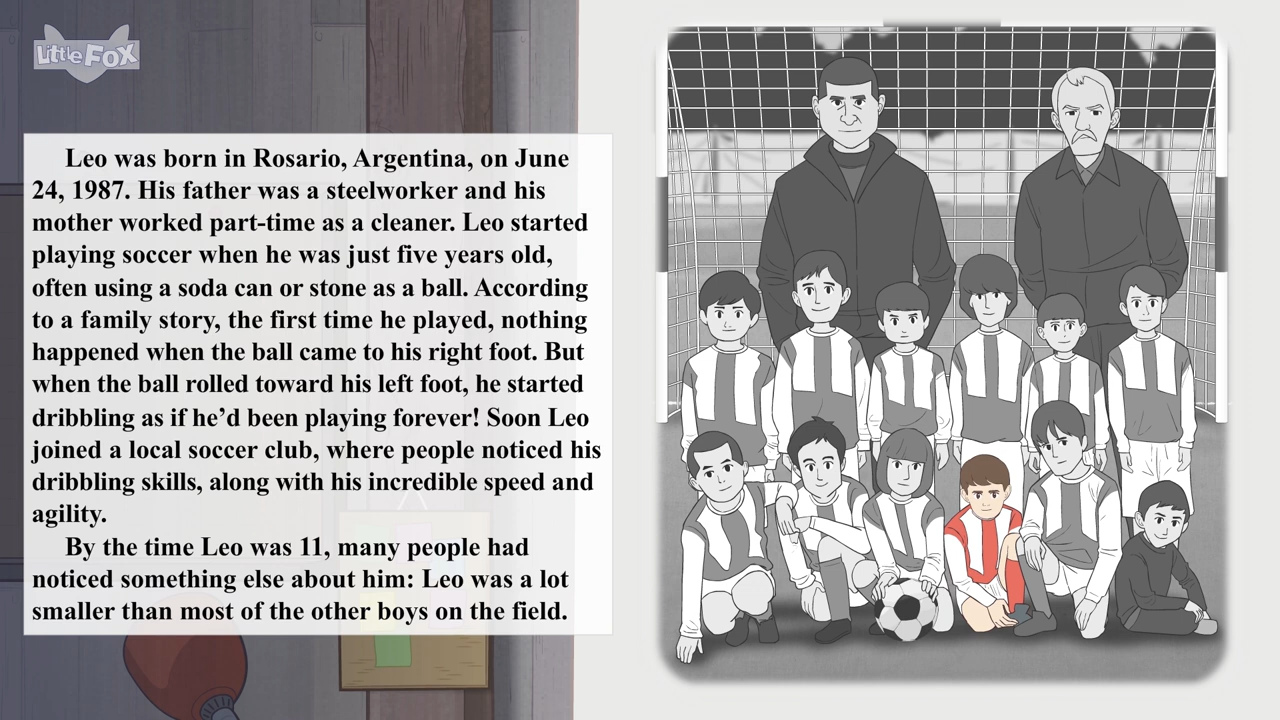 Little Fox
Leo was born in Rosario, Argentina, on June
24, 1987. His father was a steelworker and his
mother worked part-time as a cleaner. Leo started
playing soccer when he was just five years old,
often using a soda can or stone as a ball. According
to a family story, the first time he played, nothing
happened when the ball came to his right foot. But
when the ball rolled toward his left foot, he started
dribbling as if he’d been playing forever! Soon Leo
joined a local soccer club, where people noticed his
dribbling skills, along with his incredible speed and
agility.
By the time Leo was 11, many people had
noticed something else about him: Leo was a lot
smaller than most of the other boys on the field.